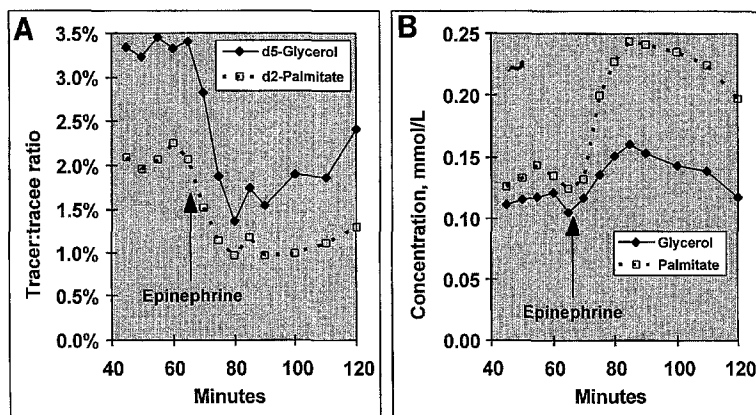 A
3.5%
3.0%
2.5%
2.0%
1.5%
1.0%
0.5%
0.0%
d5-Glycerol
d2-Palmitate
Epinephrine
Tracer:tracee ratio
40 60 80 100 120
Minutes
B
0.25
0.20
0.15
0.10
0.05
0.00
Glycerol
Palmitate
Epinephrine
Concentration, mmol/L
40 60 80 100 120
Minutes